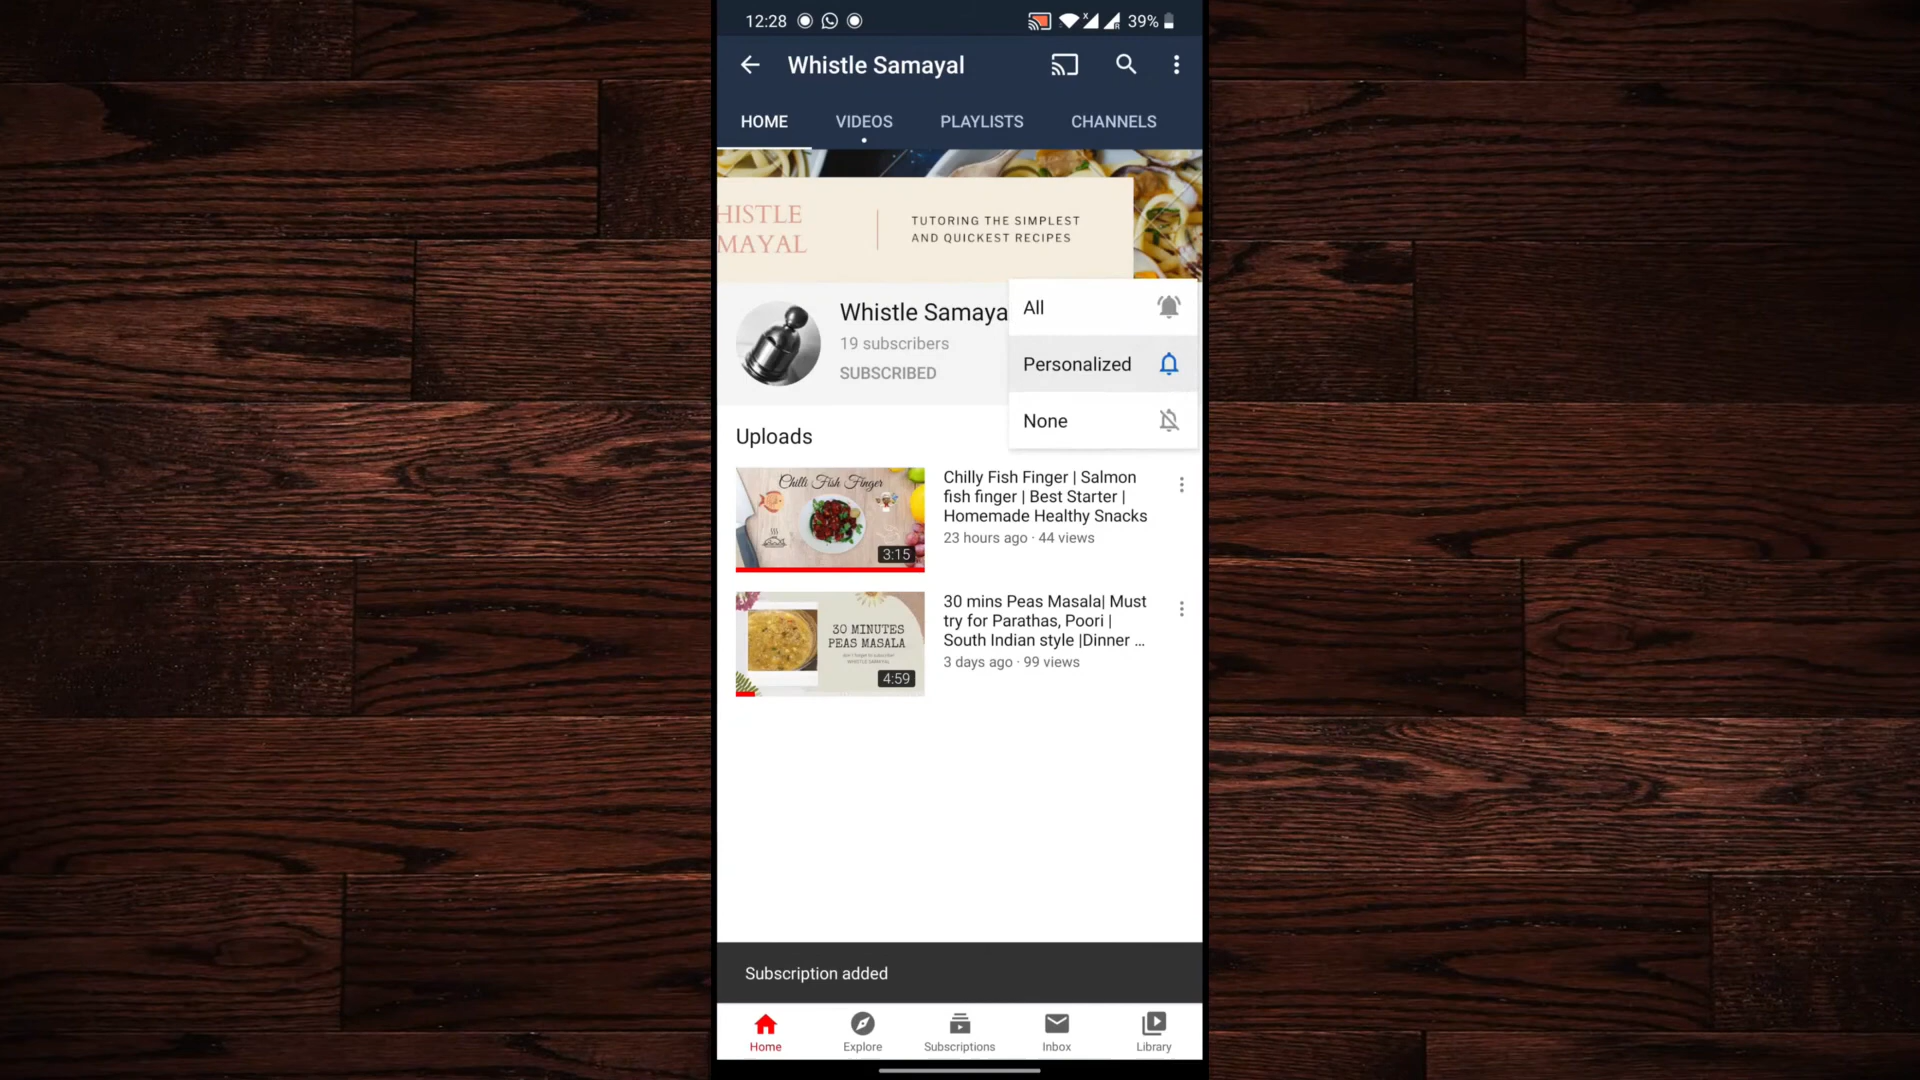 12:28
39%
Whistle Samayal
HOME VIDEOS PLAYLISTS CHANNELS
HISTLE
MAYAL
TUTORING THE SIMPLEST
AND QUICKEST RECIPES
Whistle Samaya
19 subscribers
SUBSCRIBED
All
Personalized
None
Uploads
Chilli Fish Finger
3:15
Chilly Fish Finger | Salmon
fish finger | Best Starter |
Homemade Healthy Snacks
23 hours ago · 44 views
30 MINUTES
PEAS MASALA
WHISTLE SAMAYAL
4:59
30 mins Peas Masala| Must
try for Parathas, Poori |
South Indian style |Dinner ...
3 days ago · 99 views
Subscription added
Home Explore Subscriptions Inbox Library